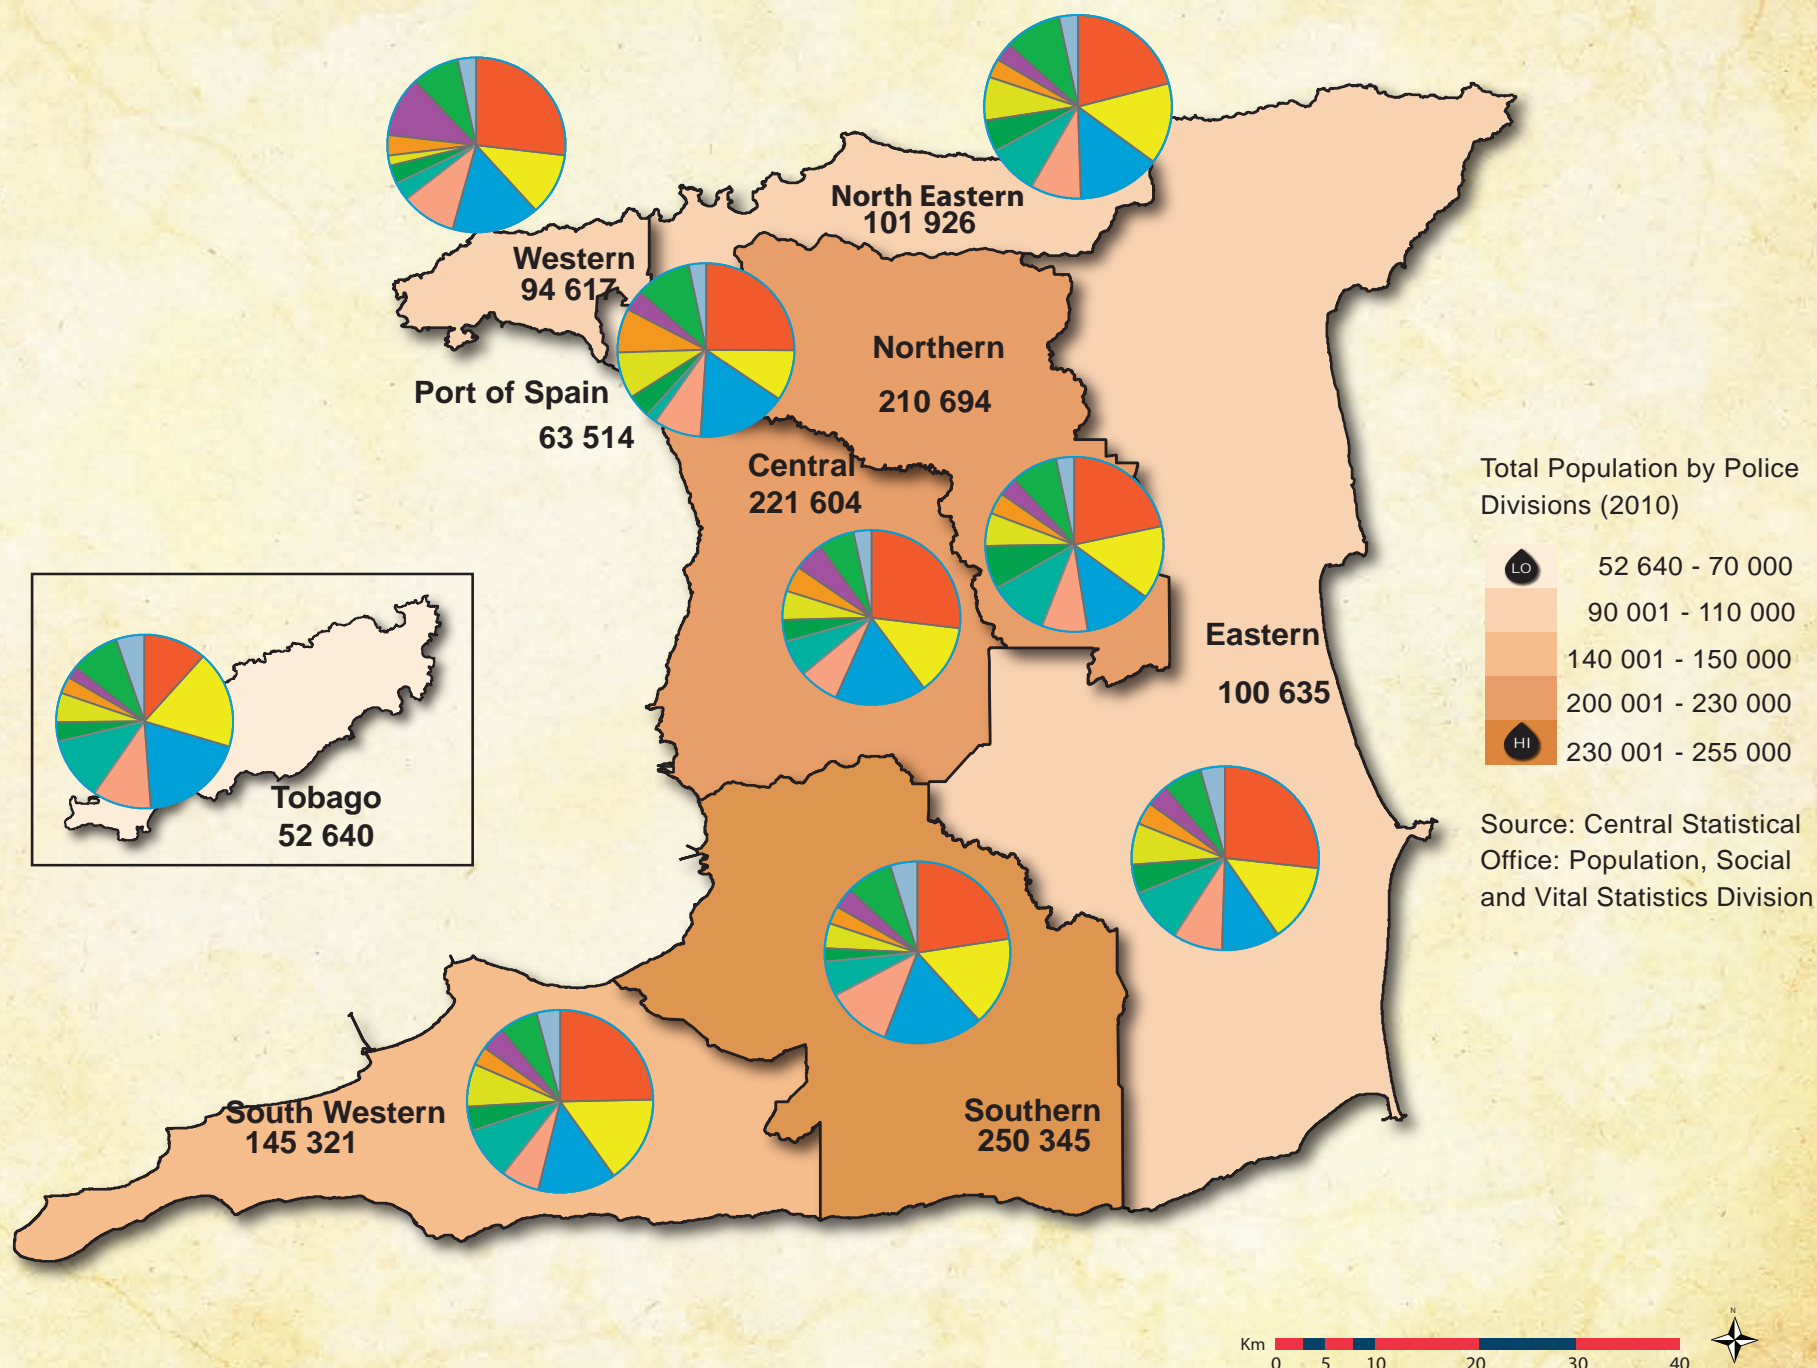 North Eastern
101 926
Western
94 617
Northern
210 694
Port of Spain
63 514
Central
221 604
Eastern
100 635
Tobago
52 640
South Western
145 321
Southern
250 345
Total Population by Police
Divisions (2010)
LO
52 640 - 70 000
90 001 - 110 000
140 001 - 150 000
200 001 - 230 000
HI
230 001 - 255 000
Source: Central Statistical
Office: Population, Social
and Vital Statistics Division
N
Km
0 5 10 20 30 40